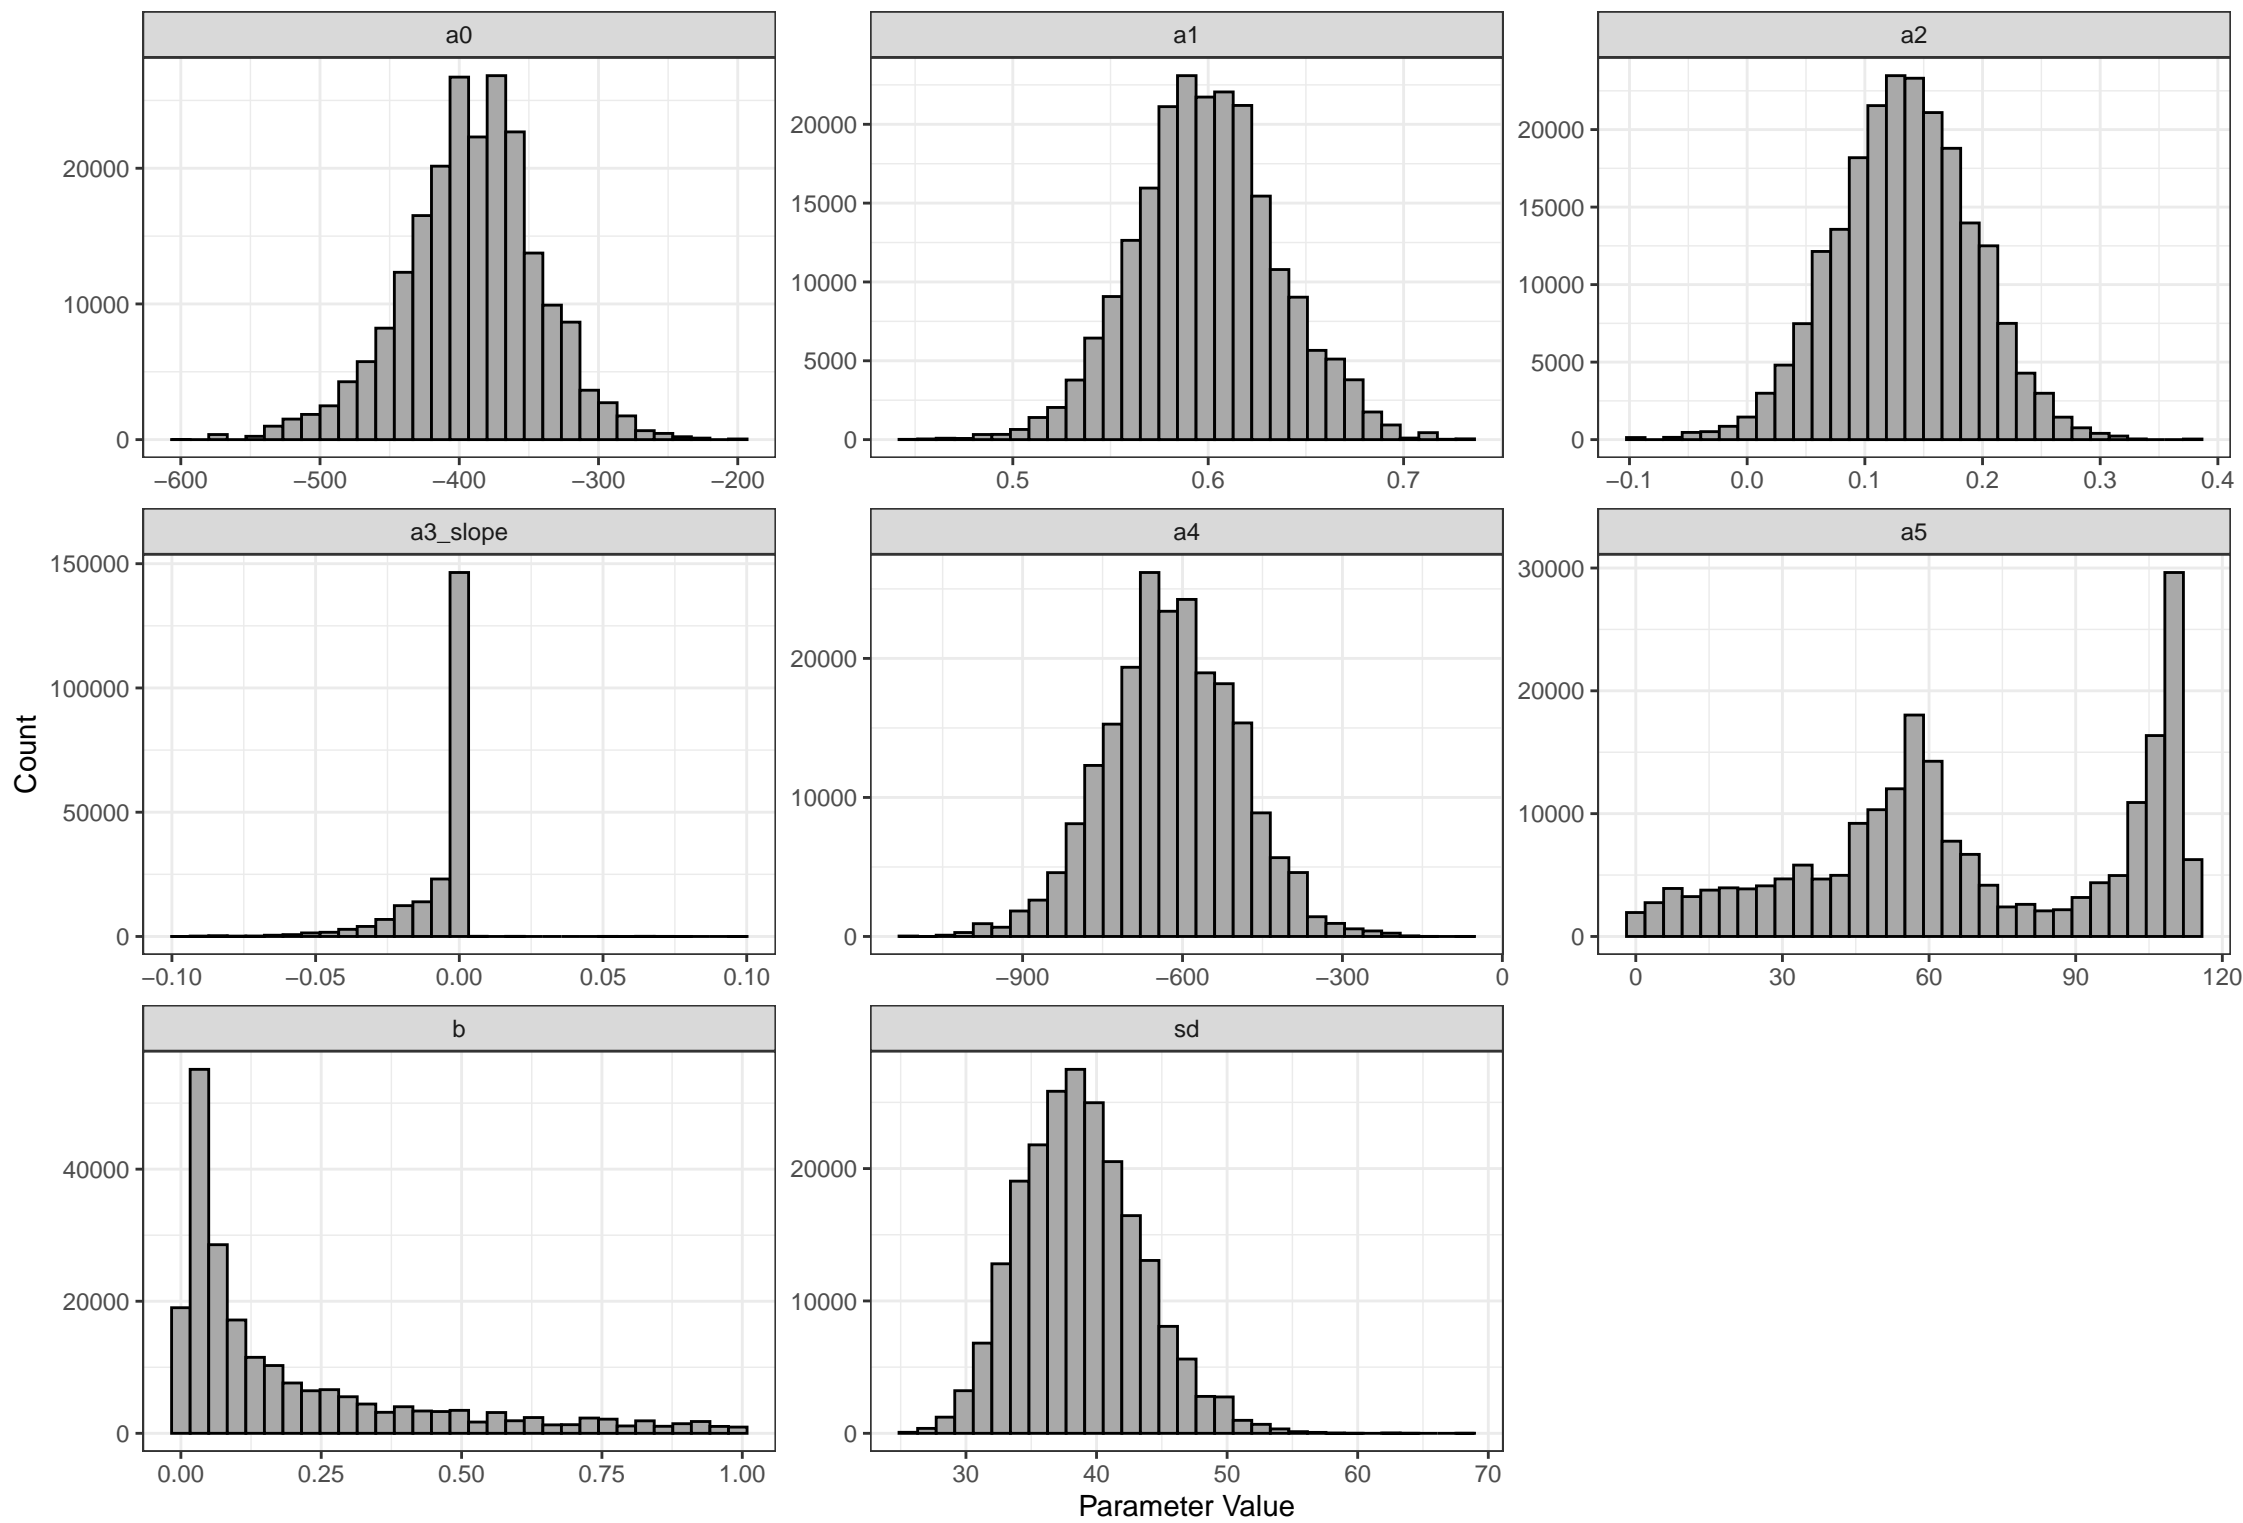 a0
a1
a2
20000
10000
0
20000
15000
10000
5000
0
20000
15000
10000
5000
0
−600 −500 −400 −300 −200
0.5 0.6 0.7
−0.1 0.0 0.1 0.2 0.3 0.4
a3_slope
a4
a5
150000
100000
50000
0
20000
10000
0
30000
20000
10000
0
−0.10 −0.05 0.00 0.05 0.10
−900 −600 −300 0
0 30 60 90 120
Count
b
sd
40000
20000
0
20000
10000
0
0.00 0.25 0.50 0.75 1.00
30 40 50 60 70
Parameter Value